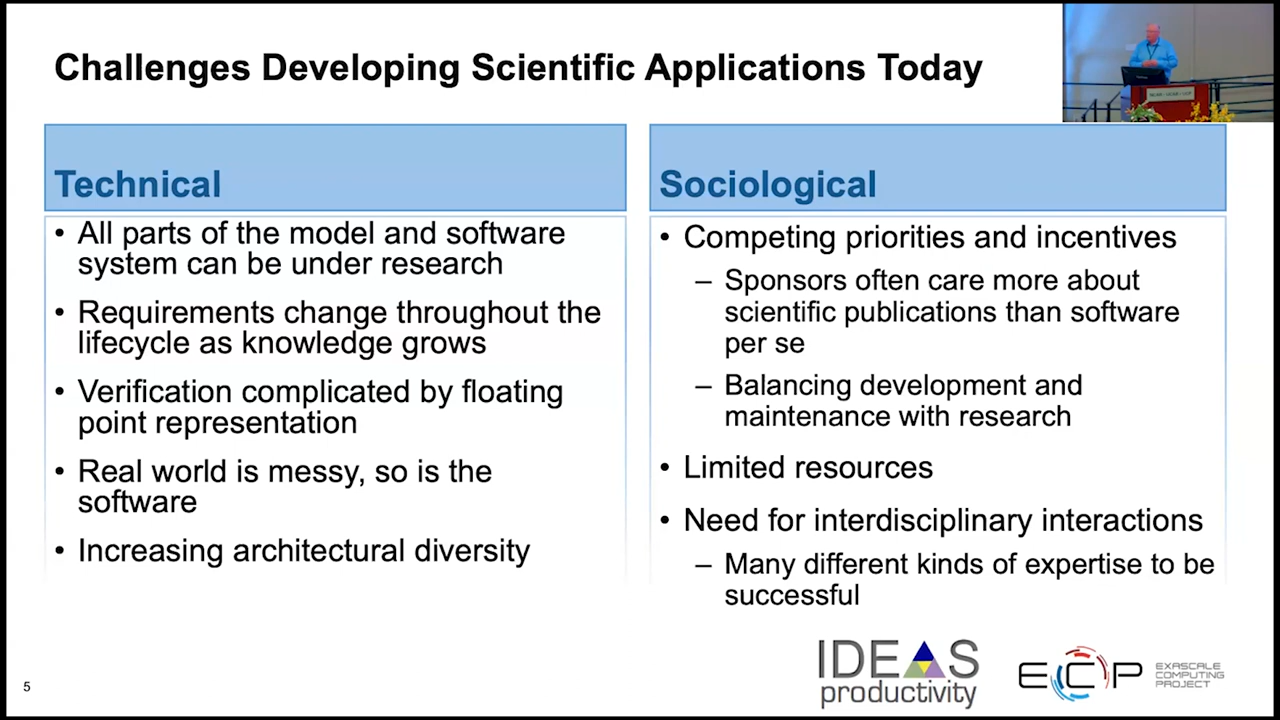 Challenges Developing Scientific Applications Today
Technical
• All parts of the model and software
system can be under research
• Requirements change throughout the
lifecycle as knowledge grows
• Verification complicated by floating
point representation
• Real world is messy, so is the
software
• Increasing architectural diversity
Sociological
• Competing priorities and incentives
– Sponsors often care more about
scientific publications than software
per se
– Balancing development and
maintenance with research
• Limited resources
• Need for interdisciplinary interactions
– Many different kinds of expertise to be
successful
5
IDEAS
productivity
ECP
EXASCALE
COMPUTING
PROJECT